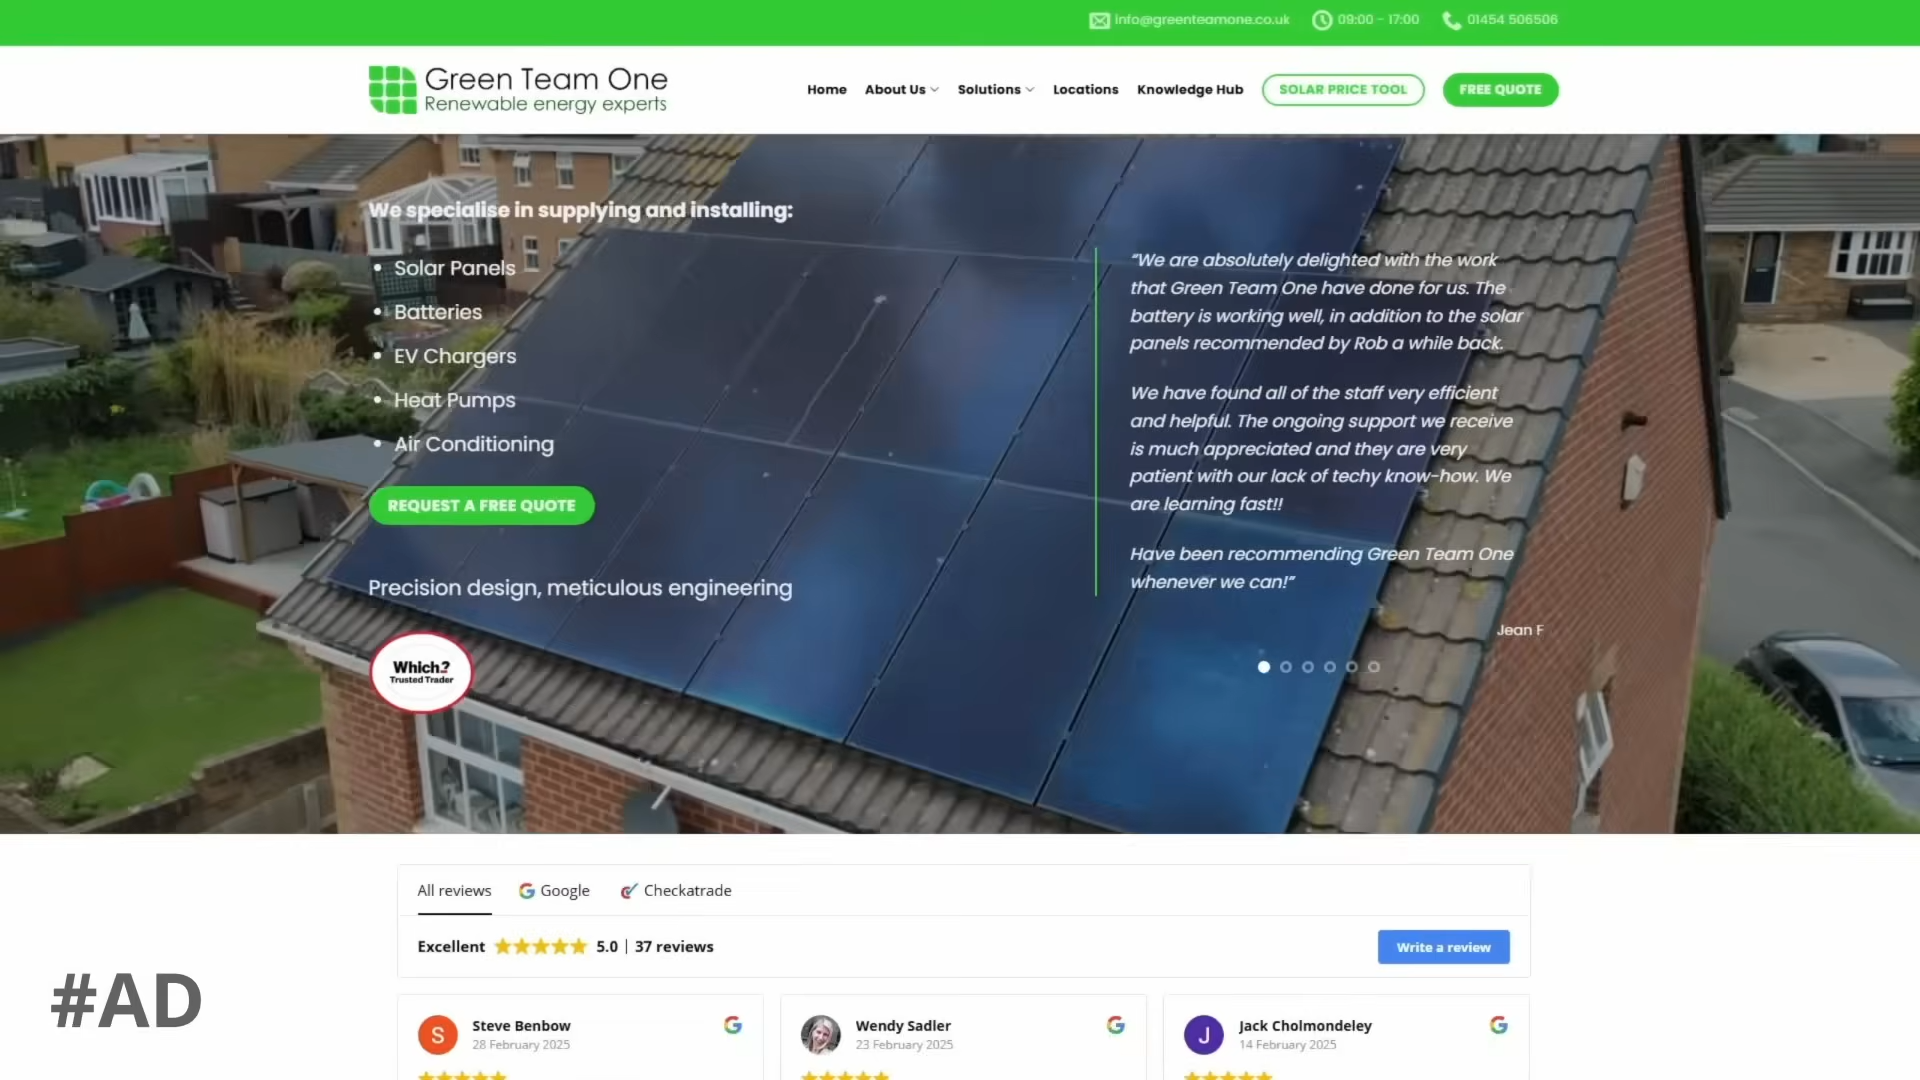 info@greenteamone.co.uk 09:00 - 17:00 01454 506506
Green Team One
Renewable energy experts
Home About Us Solutions Locations Knowledge Hub SOLAR PRICE TOOL FREE QUOTE
We specialise in supplying and installing:
• Solar Panels
• Batteries
• EV Chargers
• Heat Pumps
• Air Conditioning
REQUEST A FREE QUOTE
Precision design, meticulous engineering
Which?
Trusted Trader
“We are absolutely delighted with the work
that Green Team One have done for us. The
battery is working well, in addition to the solar
panels recommended by Rob a while back.
We have found all of the staff very efficient
and helpful. The ongoing support we receive
is much appreciated and they are very
patient with our lack of techy know-how. We
are learning fast!!
Have been recommending Green Team One
whenever we can!”
Jean F
All reviews Google Checkatrade
Excellent 5.0 | 37 reviews
Write a review
Steve Benbow
28 February 2025
Wendy Sadler
23 February 2025
Jack Cholmondeley
14 February 2025
S
J
#AD